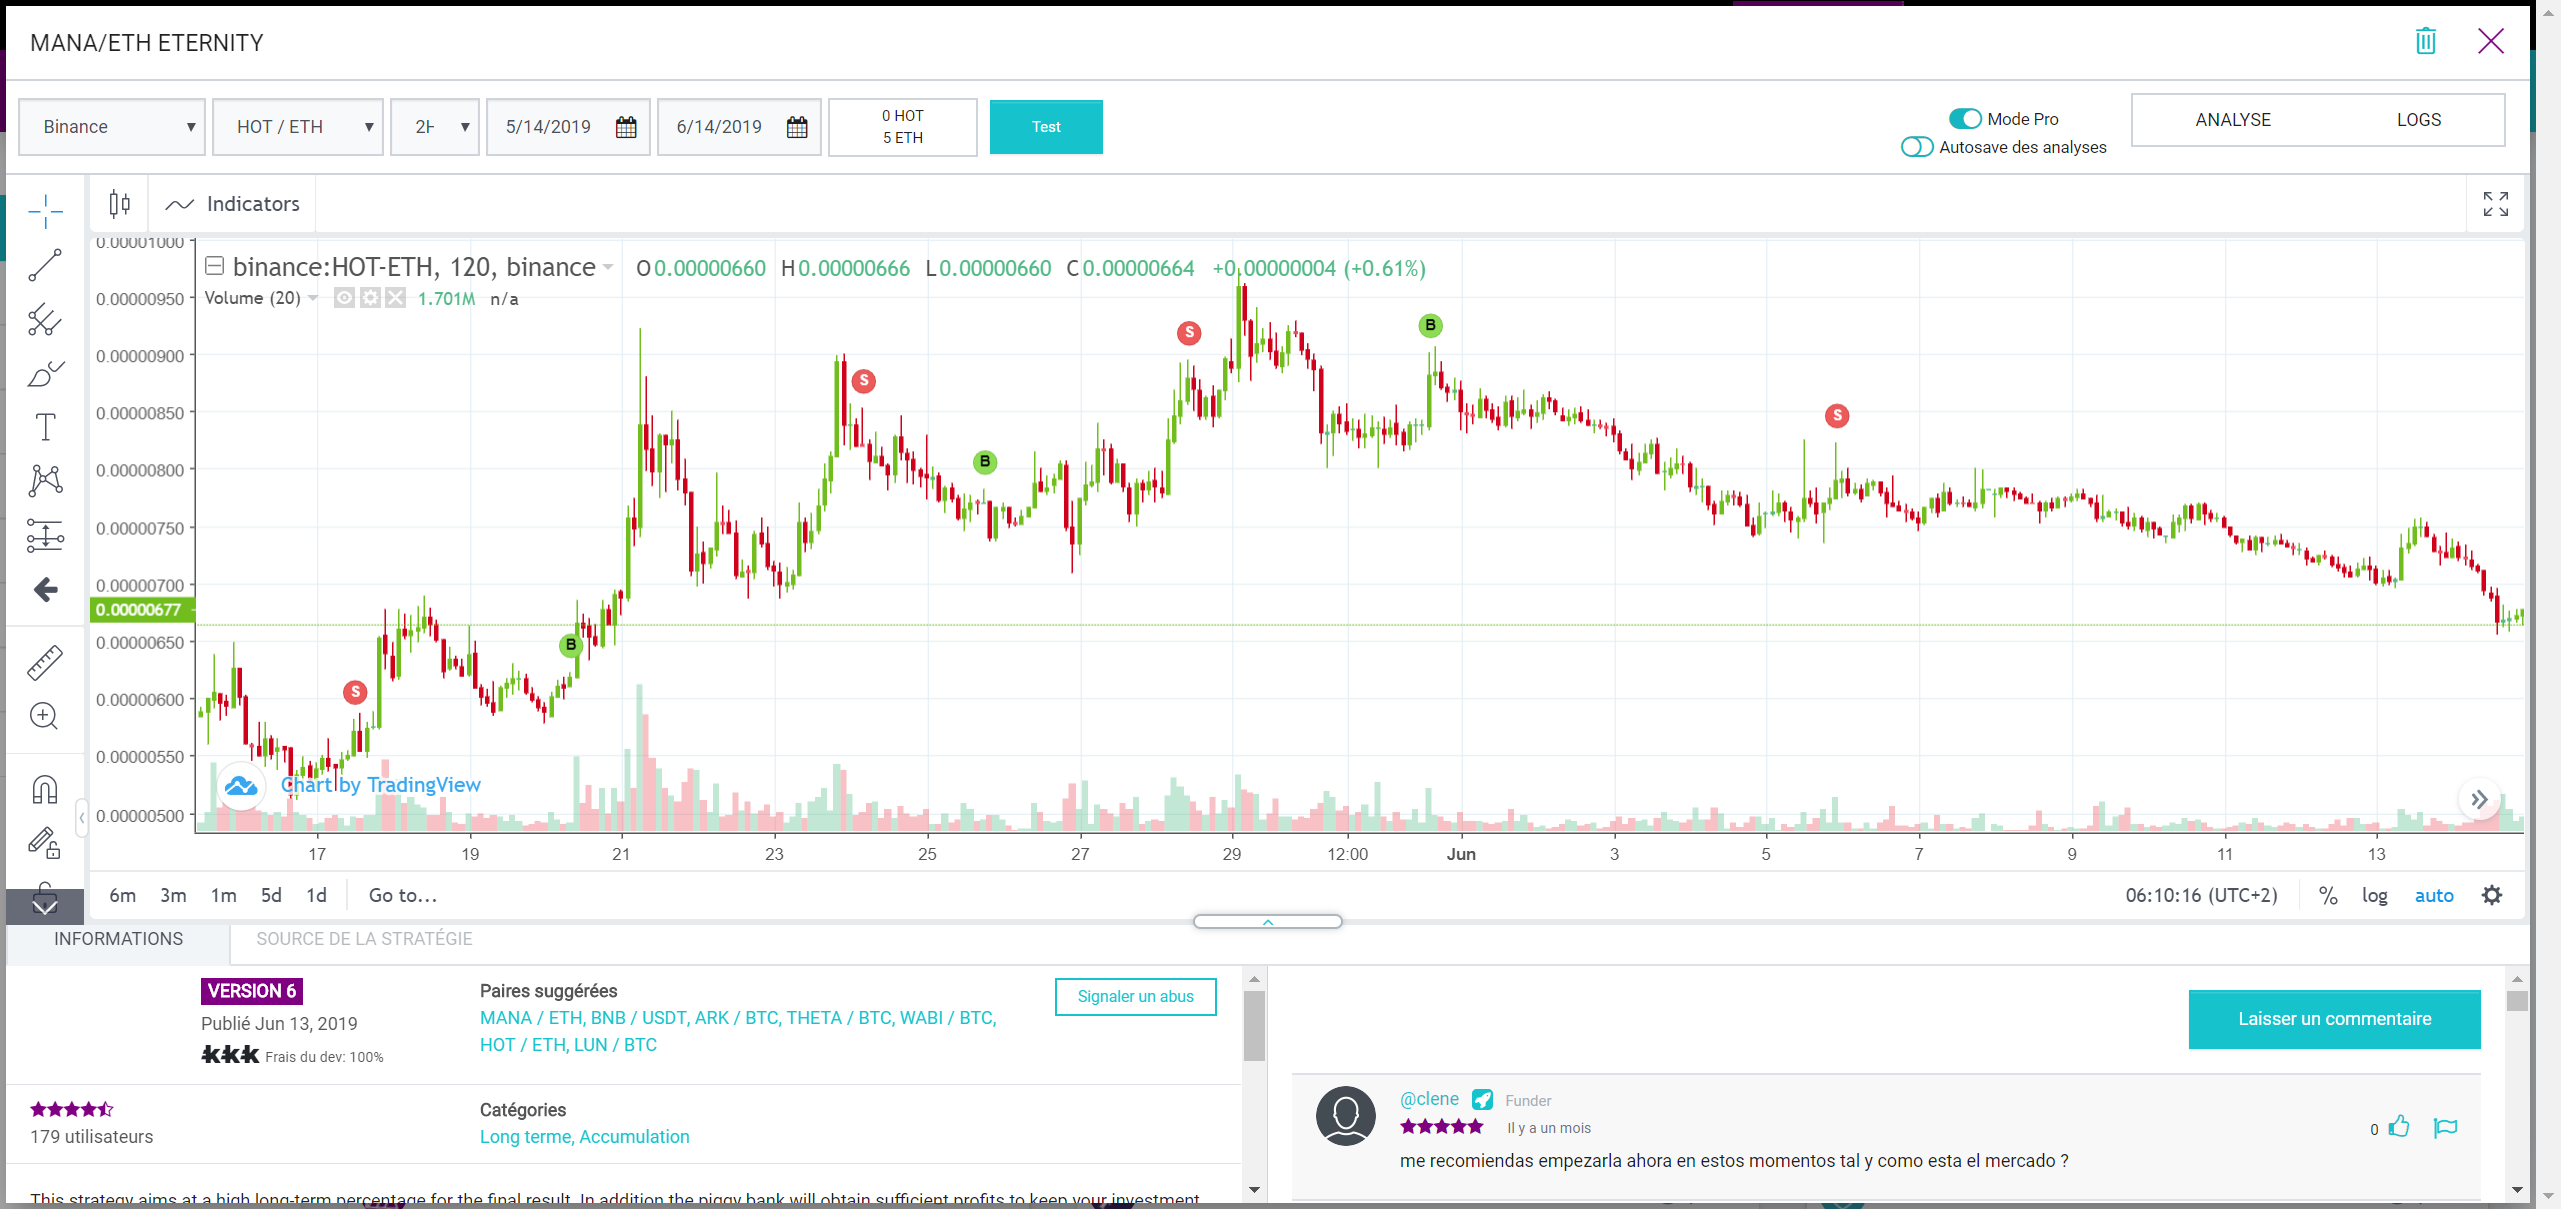 MANA/ETH ETERNITY
Binance
HOT / ETH
2H
5/14/2019
6/14/2019
0 HOT
5 ETH
Test
Mode Pro
Autosave des analyses
ANALYSE
LOGS
Indicators
binance:HOT-ETH, 120, binance O0.00000660 H0.00000666 L0.00000660 C0.00000664 +0.00000004 (+0.61%)
Volume (20) 1.701M n/a
0.00001000
0.00000950
0.00000900
0.00000850
0.00000800
0.00000750
0.00000700
0.00000677
0.00000650
0.00000600
0.00000550
0.00000500
S
B
S
B
S
B
S
Chart by TradingView
17 19 21 23 25 27 29 12:00 Jun 3 5 7 9 11 13
6m 3m 1m 5d 1d Go to...
06:10:16 (UTC+2) % log auto
INFORMATIONS
SOURCE DE LA STRATÉGIE
VERSION 6
Publié Jun 13, 2019
Frais du dev: 100%
Paires suggérées
MANA / ETH, BNB / USDT, ARK / BTC, THETA / BTC, WABI / BTC,
HOT / ETH, LUN / BTC
Signaler un abus
179 utilisateurs
Catégories
Long terme, Accumulation
This strategy aims at a high long-term percentage for the final result. In addition the piggy bank will obtain sufficient profits to keep your investment
Laisser un commentaire
@clene Funder
Il y a un mois
0
me recomiendas empezarla ahora en estos momentos tal y como esta el mercado ?